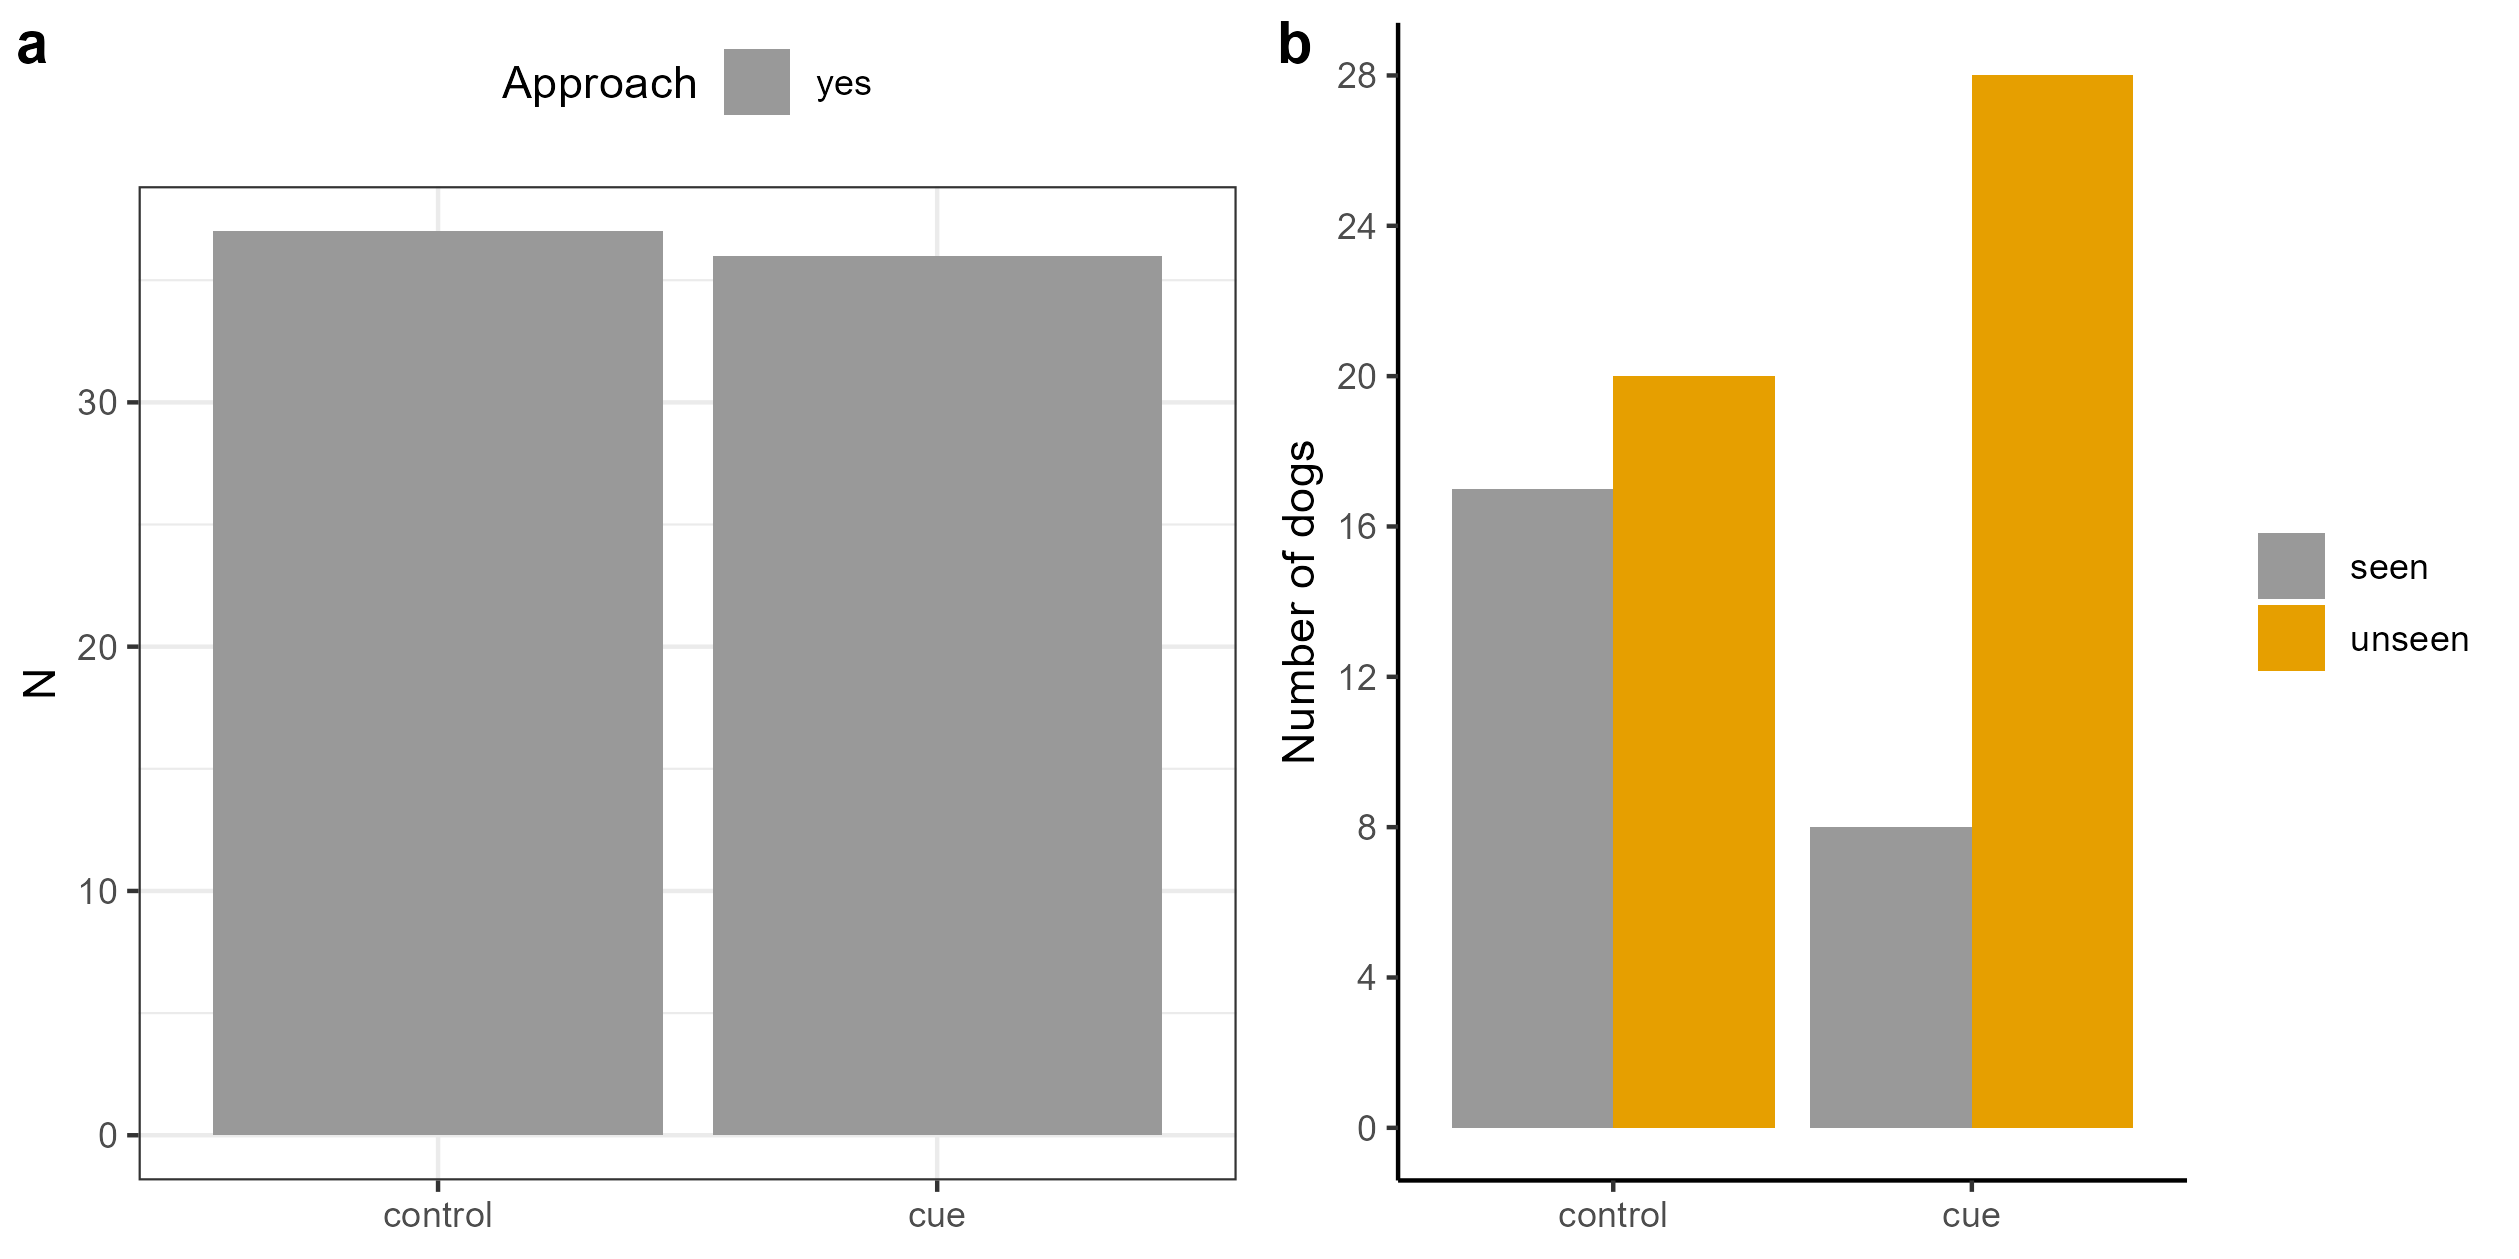 a
Approach yes
N
30
20
10
0
control cue
b
Number of dogs
28
24
20
16
12
8
4
0
control cue
seen
unseen